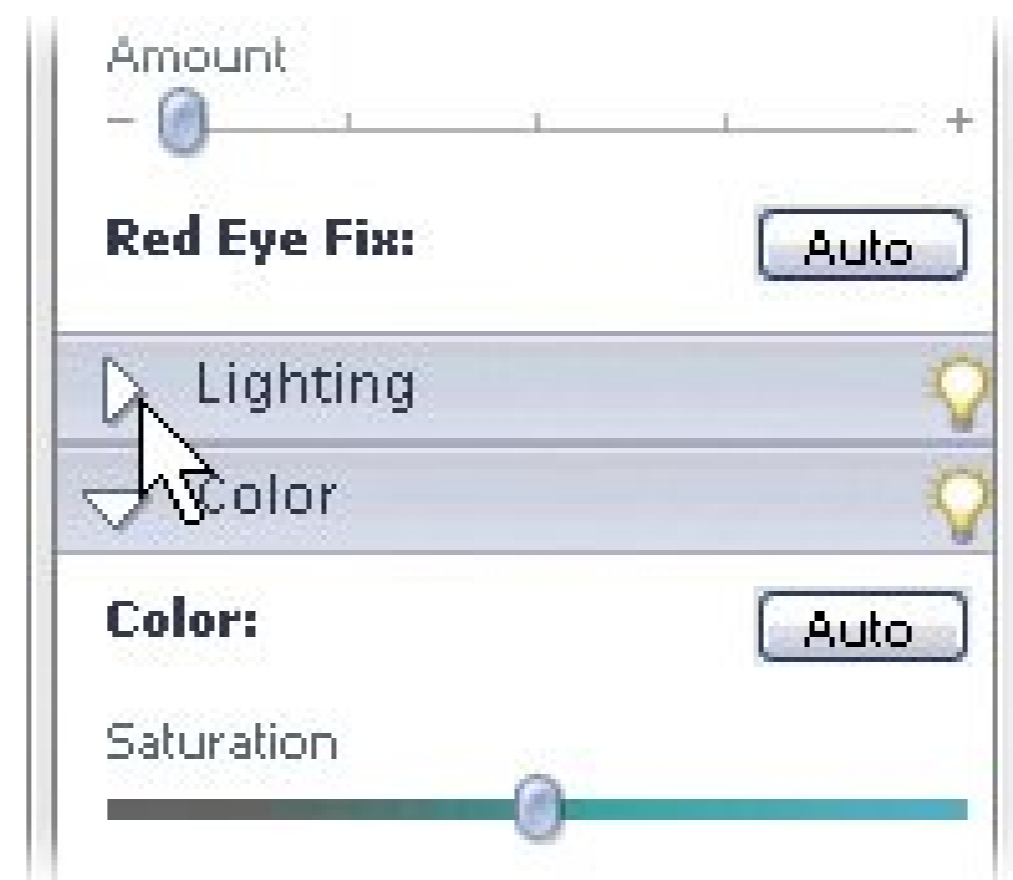 Amount
- +
Red Eye Fix: Auto
Lighting
Color
Color: Auto
Saturation